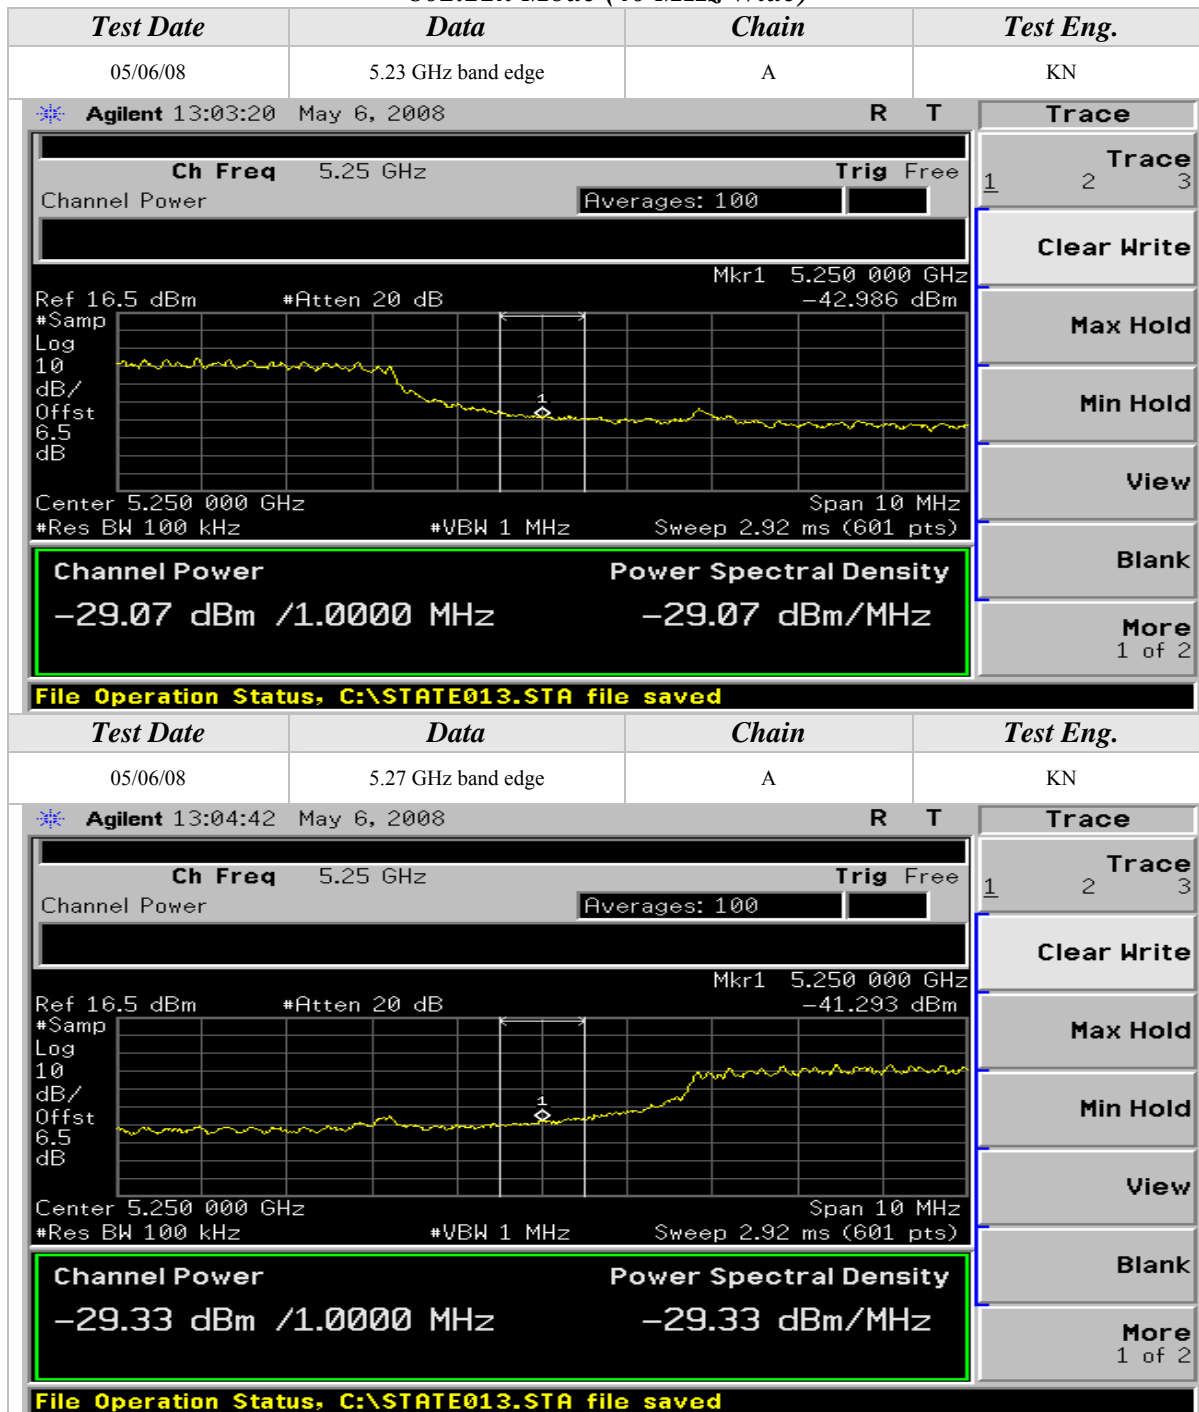 802.11n Mode (40 MHz Wide)
Test Date Data Chain Test Eng.
05/06/08 5.23 GHz band edge A KN
Agilent 13:03:20 May 6, 2008 R T Trace
Ch Freq 5.25 GHz Trig Free
Channel Power Averages: 100
Trace
1 2 3
Clear Write
Mkr1 5.250 000 GHz
Ref 16.5 dBm #Atten 20 dB -42.986 dBm
#Samp
Log
10
dB/
Offst
6.5
dB
1
Max Hold
Min Hold
View
Center 5.250 000 GHz Span 10 MHz
#Res BW 100 kHz #VBW 1 MHz Sweep 2.92 ms (601 pts)
Channel Power Power Spectral Density
-29.07 dBm /1.0000 MHz -29.07 dBm/MHz
Blank
More
1 of 2
File Operation Status, C:\STATE013.STA file saved
Test Date Data Chain Test Eng.
05/06/08 5.27 GHz band edge A KN
Agilent 13:04:42 May 6, 2008 R T Trace
Ch Freq 5.25 GHz Trig Free
Channel Power Averages: 100
Trace
1 2 3
Clear Write
Mkr1 5.250 000 GHz
Ref 16.5 dBm #Atten 20 dB -41.293 dBm
#Samp
Log
10
dB/
Offst
6.5
dB
1
Max Hold
Min Hold
View
Center 5.250 000 GHz Span 10 MHz
#Res BW 100 kHz #VBW 1 MHz Sweep 2.92 ms (601 pts)
Channel Power Power Spectral Density
-29.33 dBm /1.0000 MHz -29.33 dBm/MHz
Blank
More
1 of 2
File Operation Status, C:\STATE013.STA file saved